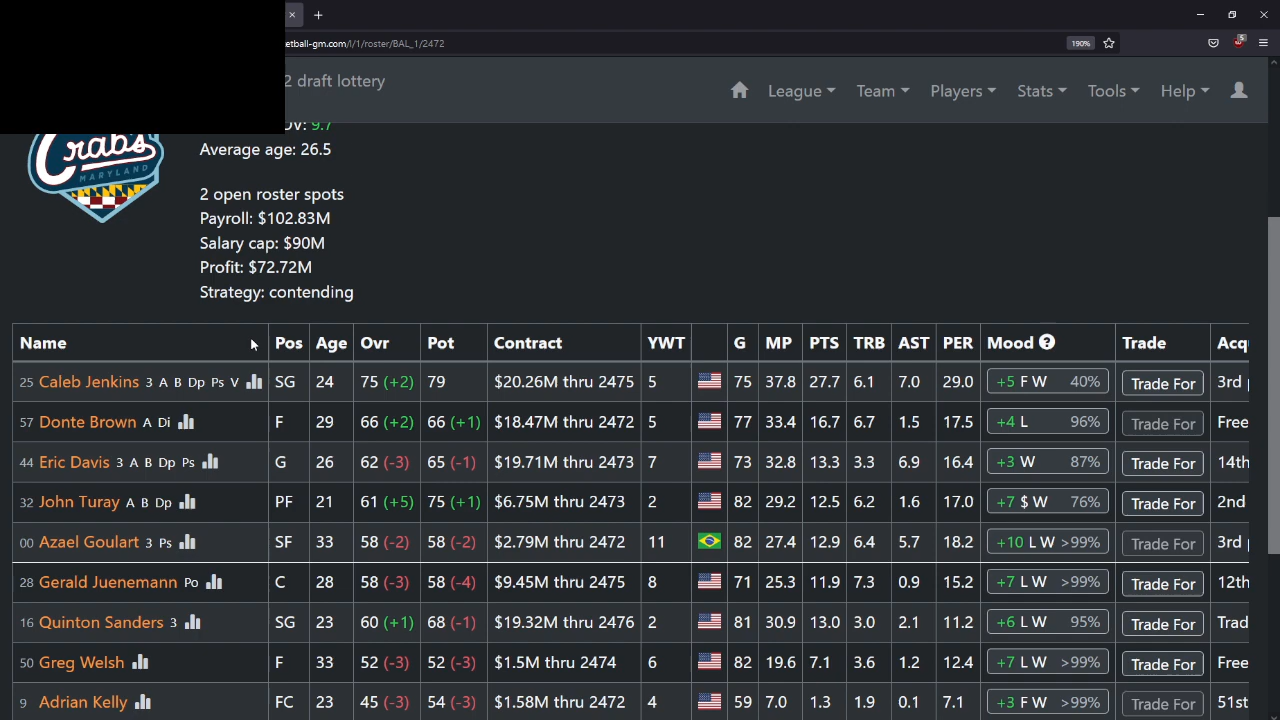 etball-gm.com/l/1/roster/BAL_1/2472 190%
2 draft lottery League Team Players Stats Tools Help
9.7
Crabs
MARYLAND
Average age: 26.5
2 open roster spots
Payroll: $102.83M
Salary cap: $90M
Profit: $72.72M
Strategy: contending
Name Pos Age Ovr Pot Contract YWT G MP PTS TRB AST PER Mood ? Trade Acq
25 Caleb Jenkins 3 A B Dp Ps V SG 24 75 (+2) 79 $20.26M thru 2475 5 75 37.8 27.7 6.1 7.0 29.0 +5 F W 40% Trade For 3rd
57 Donte Brown A Di F 29 66 (+2) 66 (+1) $18.47M thru 2472 5 77 33.4 16.7 6.7 1.5 17.5 +4 L 96% Trade For Free
44 Eric Davis 3 A B Dp Ps G 26 62 (-3) 65 (-1) $19.71M thru 2473 7 73 32.8 13.3 3.3 6.9 16.4 +3 W 87% Trade For 14th
32 John Turay A B Dp PF 21 61 (+5) 75 (+1) $6.75M thru 2473 2 82 29.2 12.5 6.2 1.6 17.0 +7 $ W 76% Trade For 2nd
00 Azael Goulart 3 Ps SF 33 58 (-2) 58 (-2) $2.79M thru 2472 11 82 27.4 12.9 6.4 5.7 18.2 +10 L W >99% Trade For 3rd
28 Gerald Juenemann Po C 28 58 (-3) 58 (-4) $9.45M thru 2475 8 71 25.3 11.9 7.3 0.9 15.2 +7 L W >99% Trade For 12th
16 Quinton Sanders 3 SG 23 60 (+1) 68 (-1) $19.32M thru 2476 2 81 30.9 13.0 3.0 2.1 11.2 +6 L W 95% Trade For Trad
50 Greg Welsh F 33 52 (-3) 52 (-3) $1.5M thru 2474 6 82 19.6 7.1 3.6 1.2 12.4 +7 L W >99% Trade For Free
Adrian Kelly FC 23 45 (-3) 54 (-3) $1.58M thru 2472 4 59 7.0 1.3 1.9 0.1 7.1 +3 F W >99% Trade For 51st